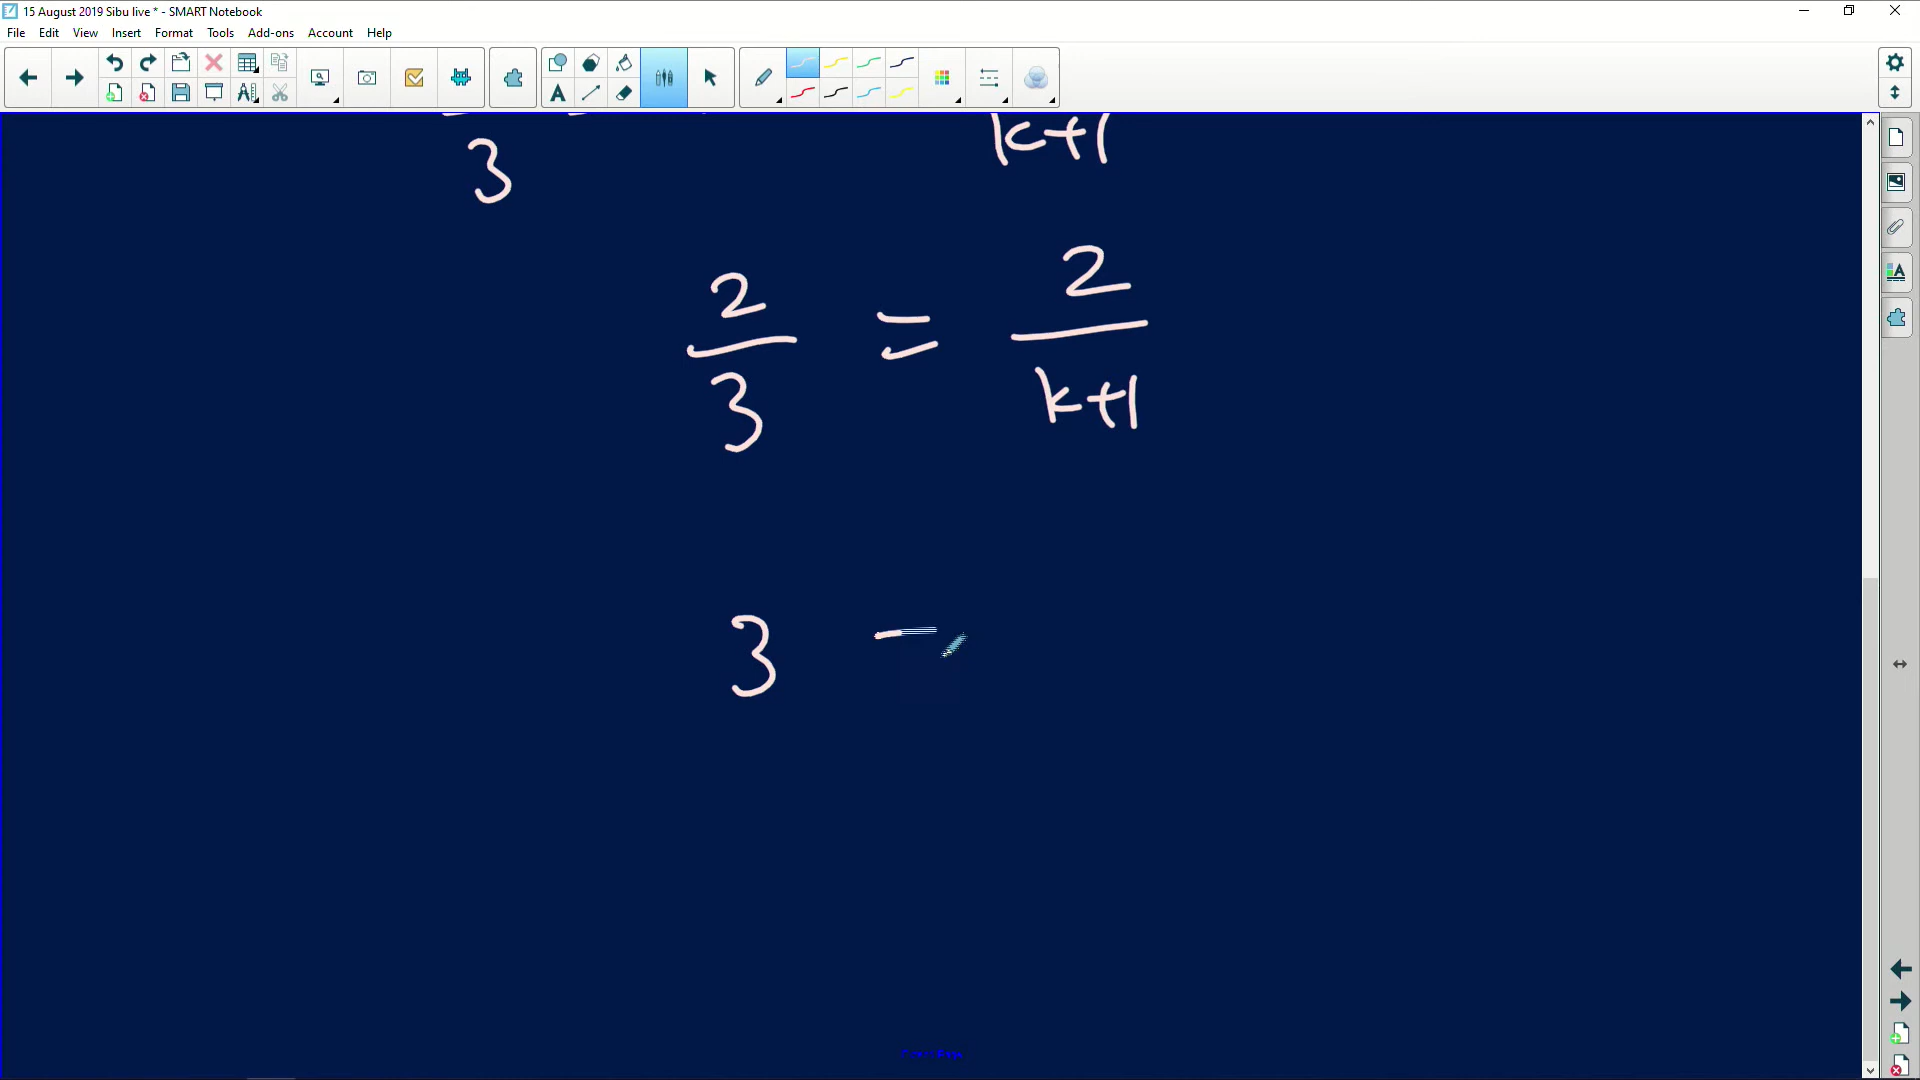 15 August 2019 Sibu live * - SMART Notebook
File Edit View Insert Format Tools Add-ons Account Help
3
k+1
2/3 = 2/(k+1)
3